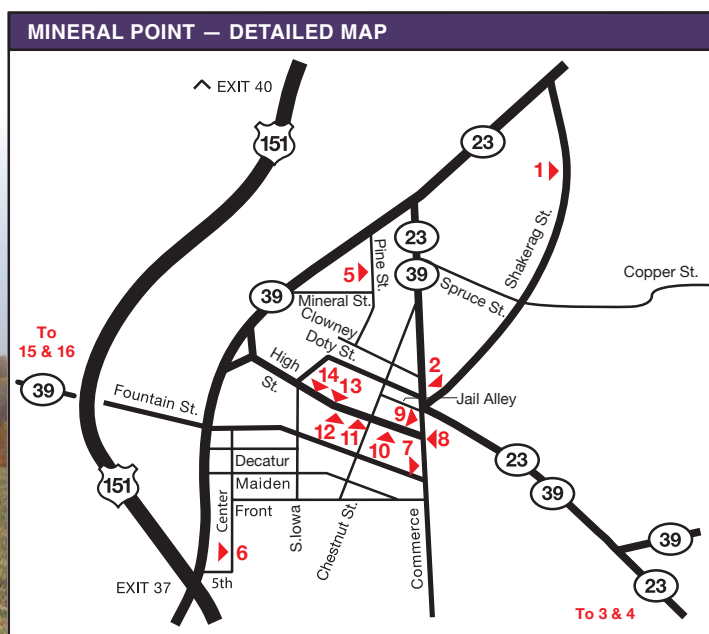 MINERAL POINT — DETAILED MAP
EXIT 40
151
23
1
23
39
Pine St.
5
Shakerag St.
Copper St.
Spruce St.
39
Mineral St.
Clowney
Doty St.
To
15 & 16
39
High
St.
14
13
2
Jail Alley
9
Fountain St.
12
11
10
7
8
Decatur
Maiden
Front
Center
S.Iowa
Chestnut St.
Commerce
23
39
151
6
5th
EXIT 37
39
23
To 3 & 4